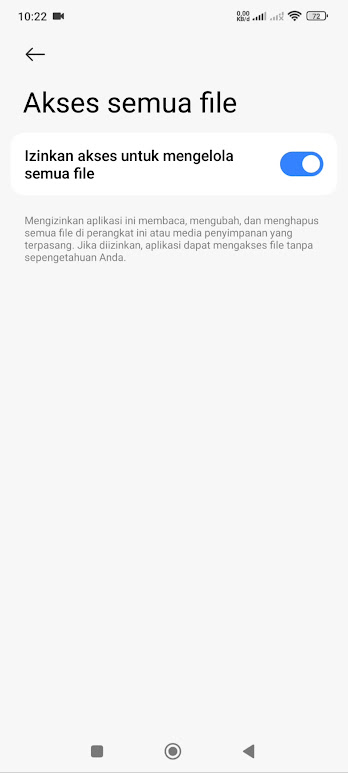 10:22
0,00
KB/d
72
Akses semua file
Izinkan akses untuk mengelola
semua file
Mengizinkan aplikasi ini membaca, mengubah, dan menghapus
semua file di perangkat ini atau media penyimpanan yang
terpasang. Jika diizinkan, aplikasi dapat mengakses file tanpa
sepengetahuan Anda.